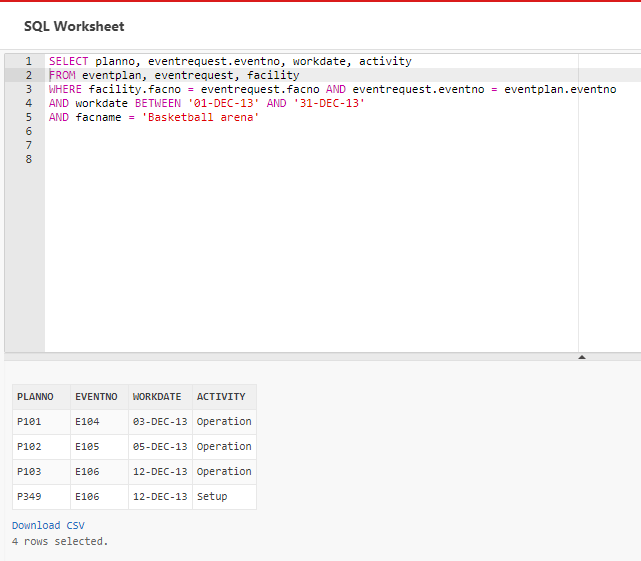 SQL Worksheet
1 SELECT planno, eventrequest.eventno, workdate, activity
2 FROM eventplan, eventrequest, facility
3 WHERE facility.facno = eventrequest.facno AND eventrequest.eventno = eventplan.eventno
4 AND workdate BETWEEN '01-DEC-13' AND '31-DEC-13'
5 AND facname = 'Basketball arena'
6
7
8
PLANNO EVENTNO WORKDATE ACTIVITY
P101 E104 03-DEC-13 Operation
P102 E105 05-DEC-13 Operation
P103 E106 12-DEC-13 Operation
P349 E106 12-DEC-13 Setup
Download CSV
4 rows selected.